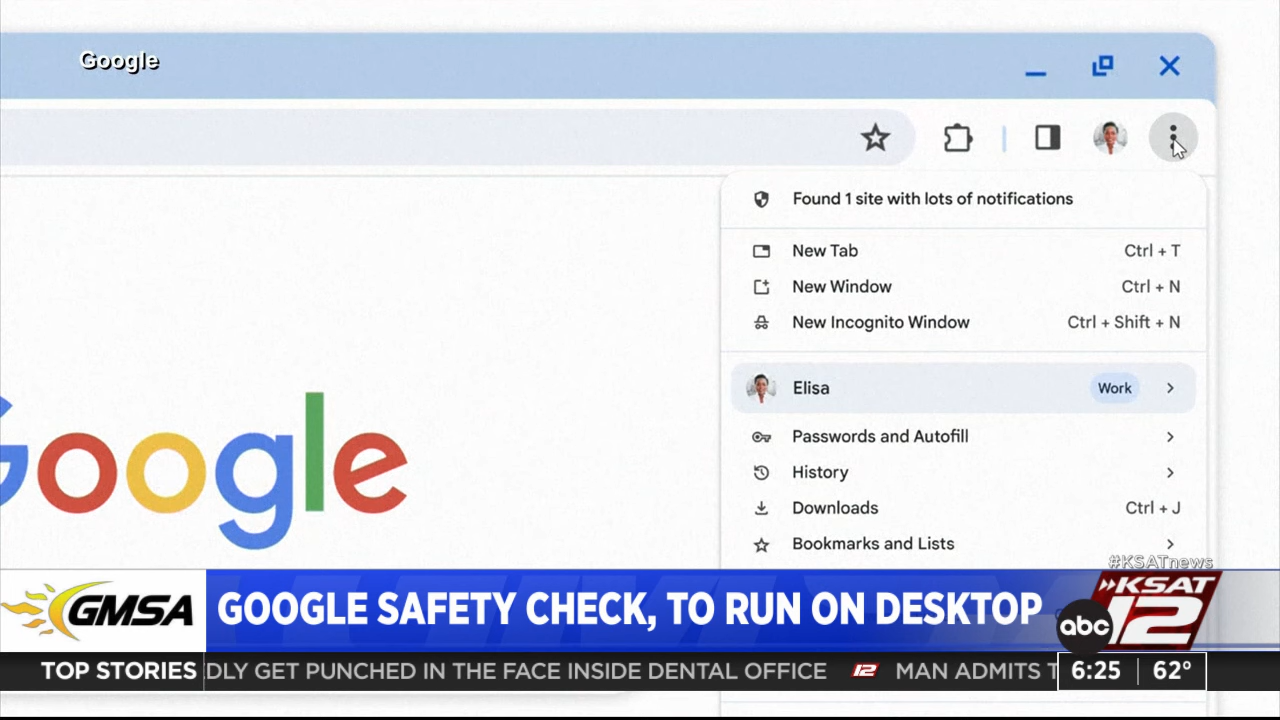 Google
Found 1 site with lots of notifications
New Tab Ctrl + T
New Window Ctrl + N
New Incognito Window Ctrl + Shift + N
Elisa Work
Passwords and Autofill
History
Downloads Ctrl + J
Bookmarks and Lists
Google
#KSATnews
GMSA
GOOGLE SAFETY CHECK, TO RUN ON DESKTOP
abc
KSAT
12
TOP STORIES
DLY GET PUNCHED IN THE FACE INSIDE DENTAL OFFICE 12 MAN ADMITS T
6:25 62°